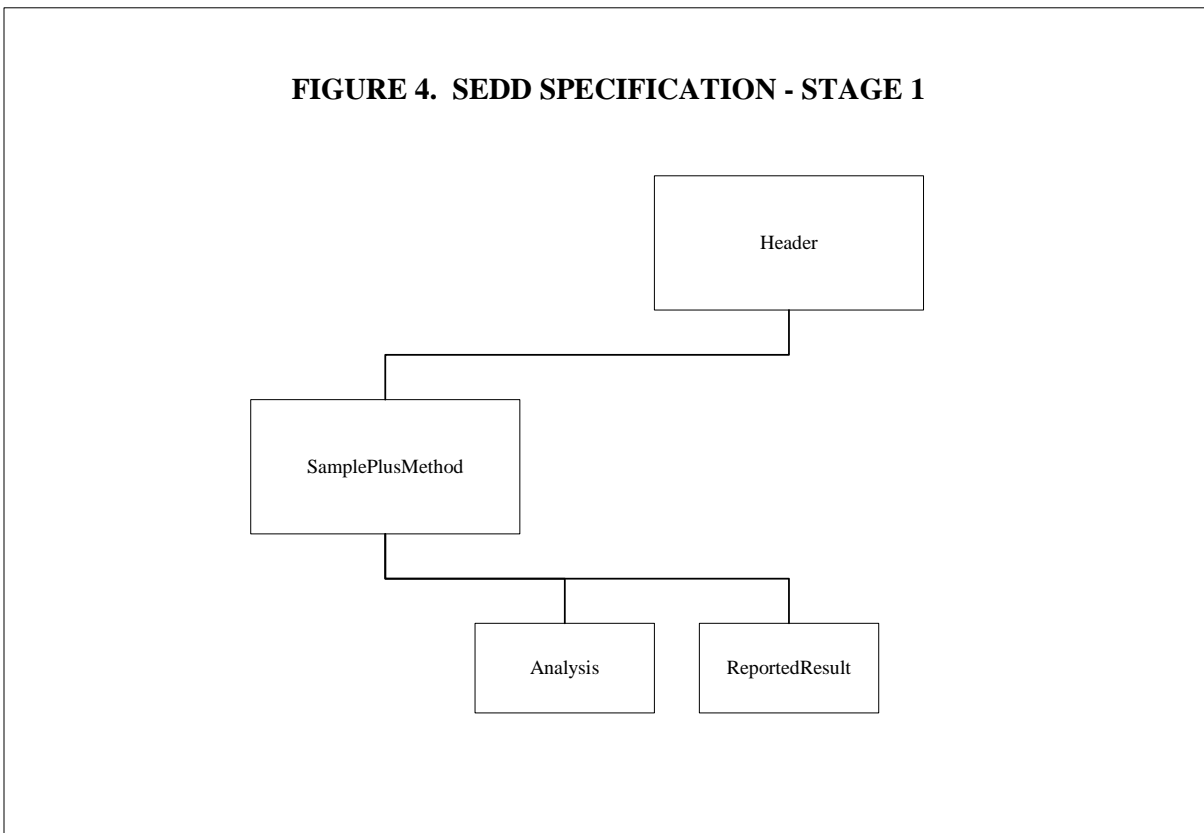 FIGURE 4. SEDD SPECIFICATION - STAGE 1
Header
SamplePlusMethod
Analysis
ReportedResult